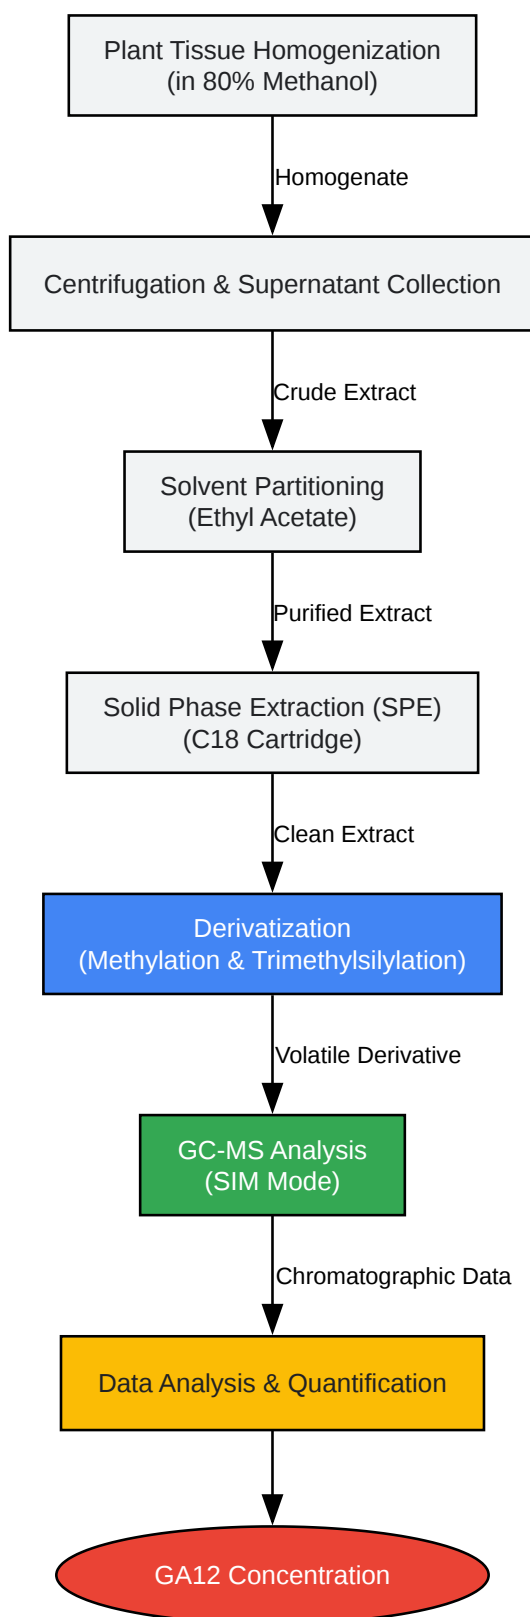 Plant Tissue Homogenization
(in 80% Methanol)
Homogenate
Centrifugation & Supernatant Collection
Crude Extract
Solvent Partitioning
(Ethyl Acetate)
Purified Extract
Solid Phase Extraction (SPE)
(C18 Cartridge)
Clean Extract
Derivatization
(Methylation & Trimethylsilylation)
Volatile Derivative
GC-MS Analysis
(SIM Mode)
Chromatographic Data
Data Analysis & Quantification
GA12 Concentration